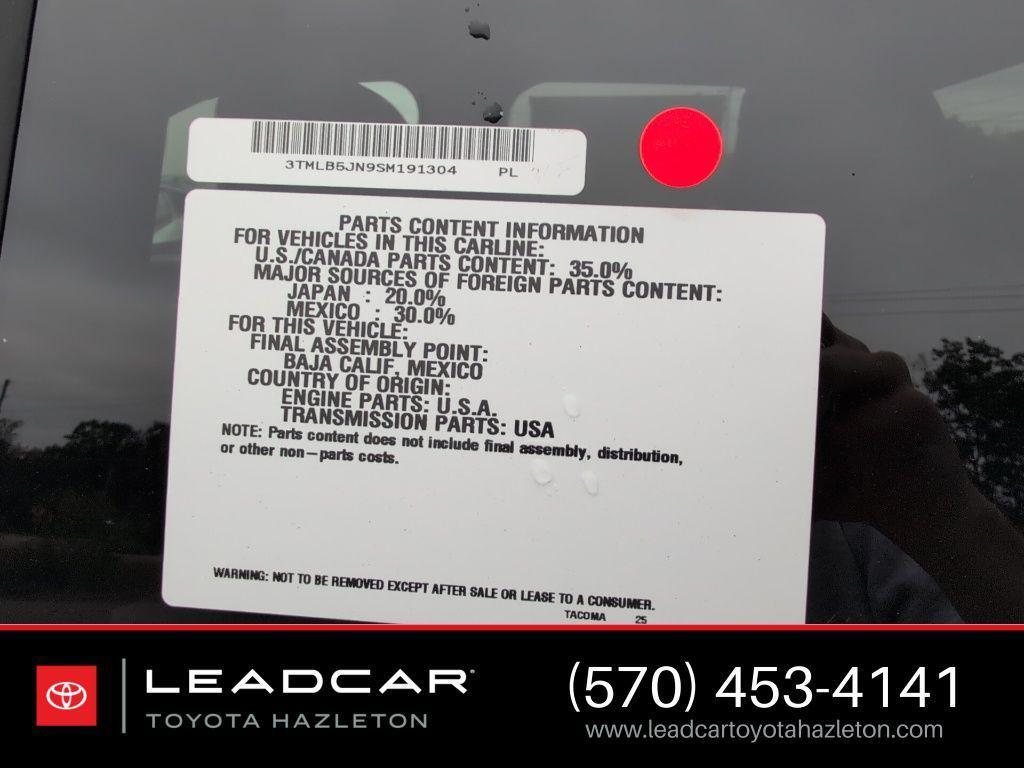 3TMLB5JN9SM191304 PL
PARTS CONTENT INFORMATION
FOR VEHICLES IN THIS CARLINE:
U.S./CANADA PARTS CONTENT: 35.0%
MAJOR SOURCES OF FOREIGN PARTS CONTENT:
JAPAN : 20.0%
MEXICO : 30.0%
FOR THIS VEHICLE:
FINAL ASSEMBLY POINT:
BAJA CALIF, MEXICO
COUNTRY OF ORIGIN:
ENGINE PARTS: U.S.A.
TRANSMISSION PARTS: USA
NOTE: Parts content does not include final assembly, distribution,
or other non-parts costs.
WARNING: NOT TO BE REMOVED EXCEPT AFTER SALE OR LEASE TO A CONSUMER.
TACOMA 25
LEADCAR
TOYOTA HAZLETON
(570) 453-4141
www.leadcartoyotahazleton.com